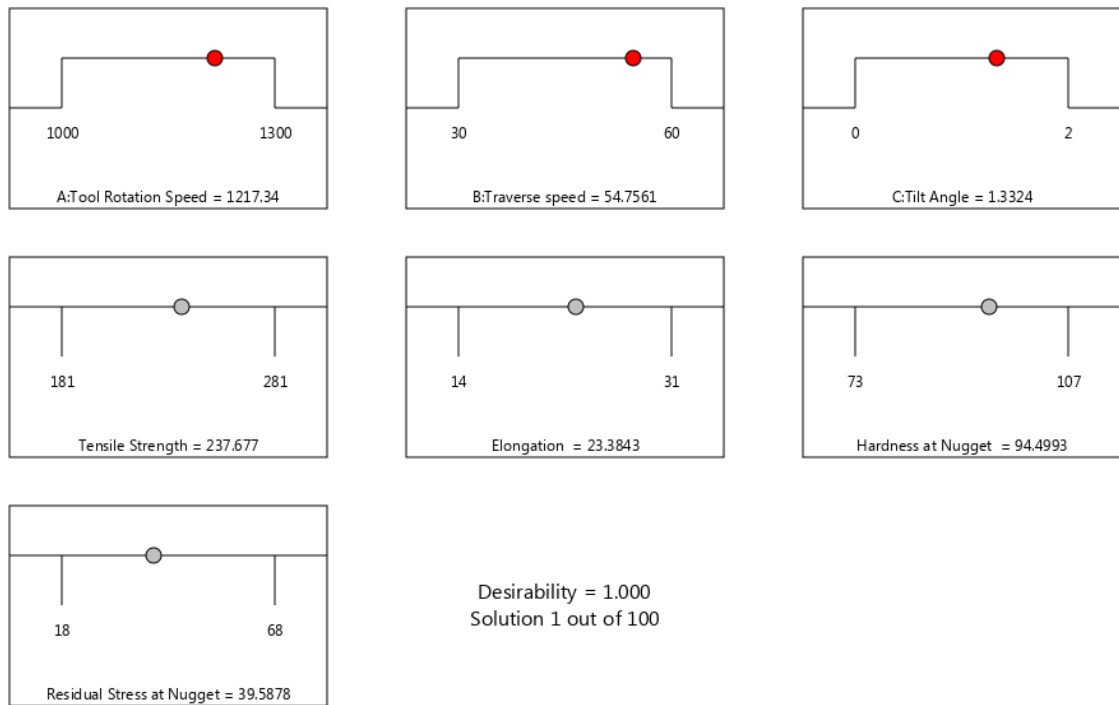 1000 1300
A:Tool Rotation Speed = 1217.34
30 60
B:Traverse speed = 54.7561
0 2
C:Tilt Angle = 1.3324
181 281
Tensile Strength = 237.677
14 31
Elongation = 23.3843
73 107
Hardness at Nugget = 94.4993
18 68
Residual Stress at Nugget = 39.5878
Desirability = 1.000
Solution 1 out of 100